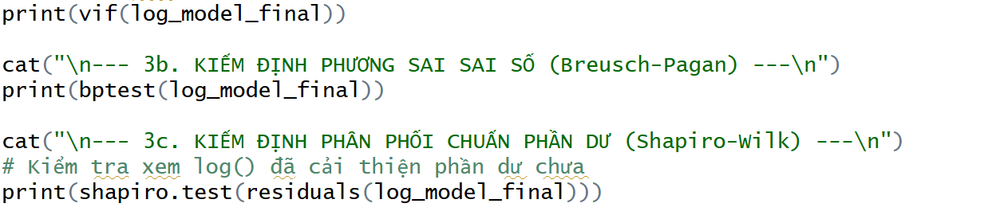 print(vif(log_model_final))
cat("\n--- 3b. KIỂM ĐỊNH PHƯƠNG SAI SAI SỐ (Breusch-Pagan) ---\n")
print(bptest(log_model_final))
cat("\n--- 3c. KIỂM ĐỊNH PHÂN PHỐI CHUẨN PHẦN DƯ (Shapiro-Wilk) ---\n")
# Kiểm tra xem log() đã cải thiện phần dư chưa
print(shapiro.test(residuals(log_model_final)))